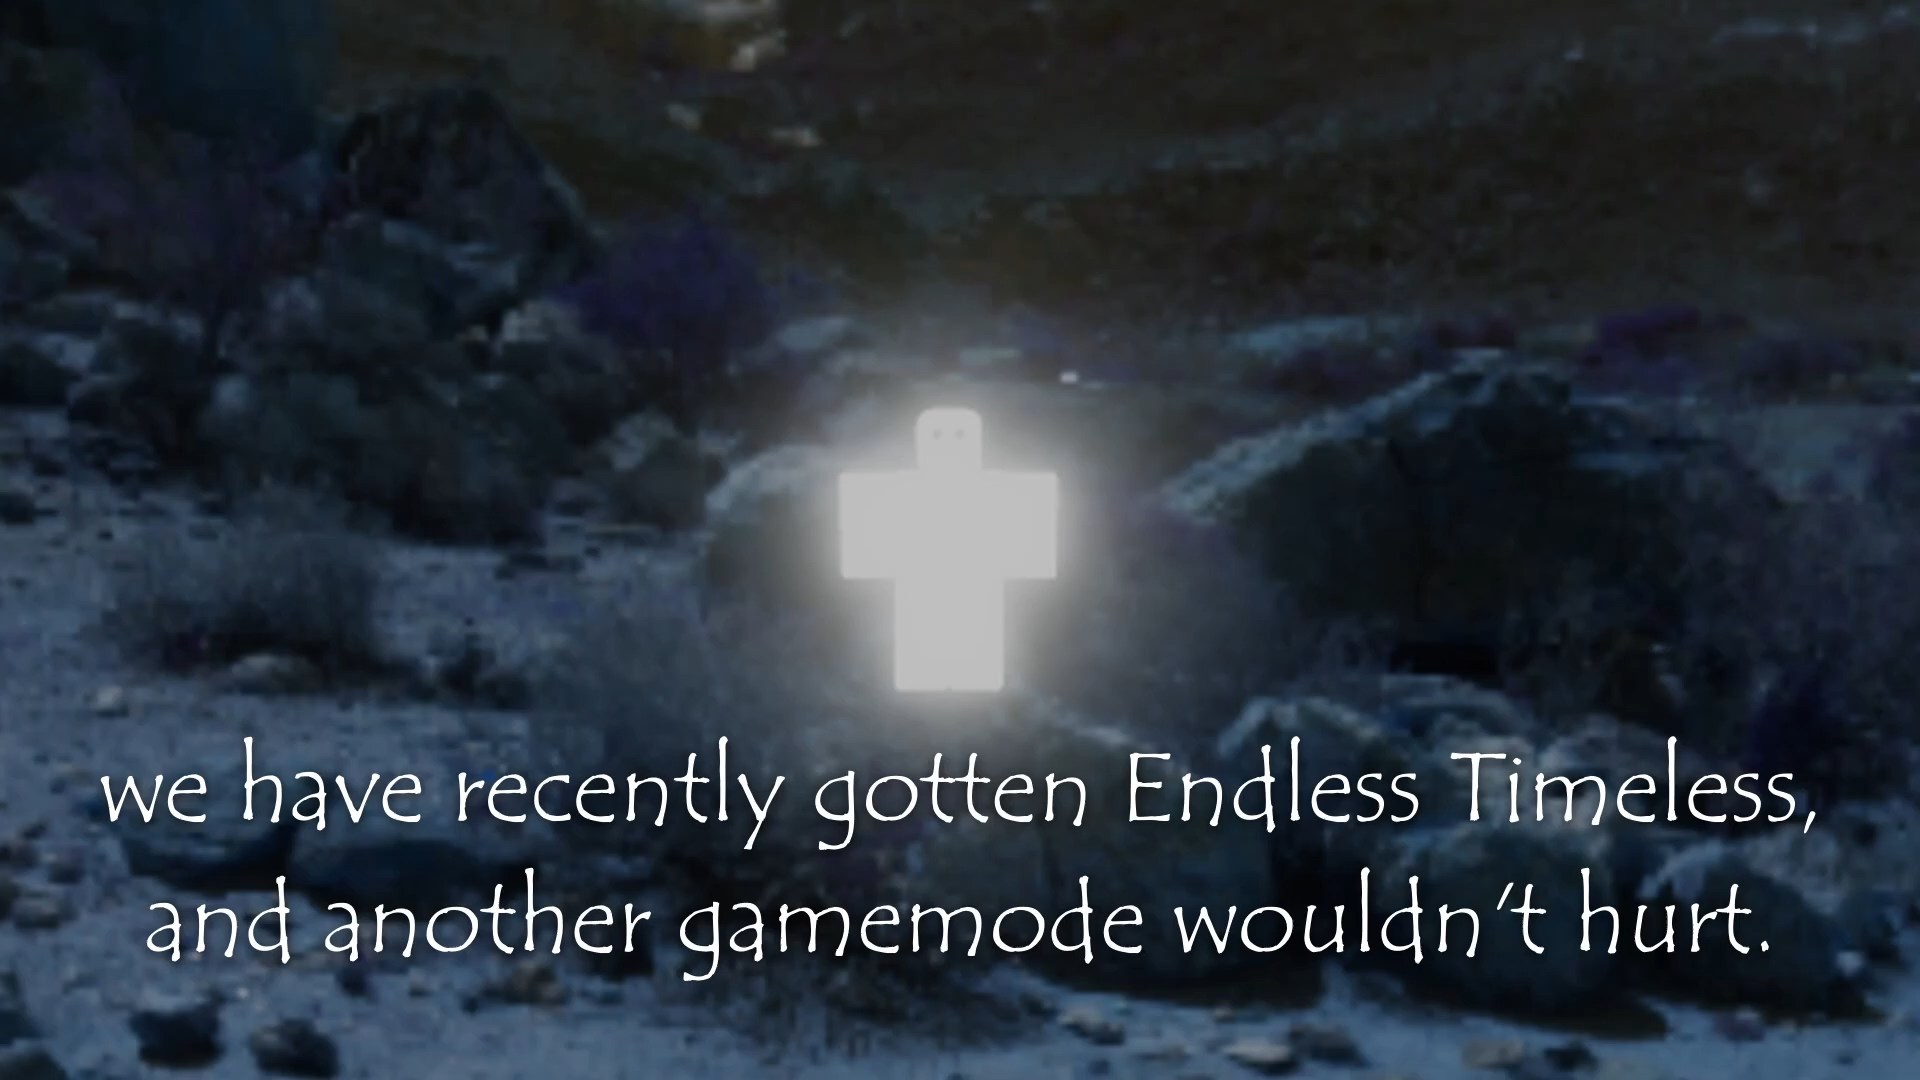 we have recently gotten Endless Timeless,
and another gamemode wouldn't hurt.